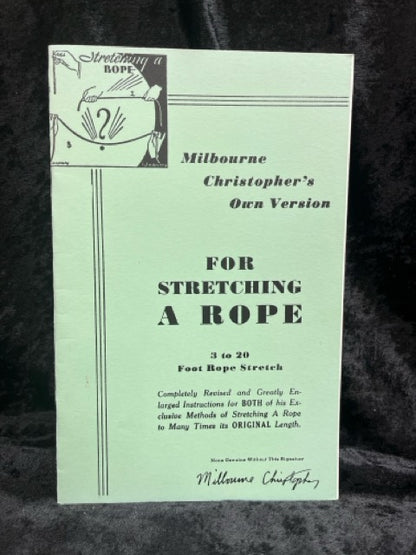 Stretching a
ROPE
?
Milbourne
Christopher's
Own Version
FOR
STRETCHING
A ROPE
3 to 20
Foot Rope Stretch
Completely Revised and Greatly En-
larged Instructions for BOTH of his Ex-
clusive Methods of Stretching A Rope
to Many Times its ORIGINAL Length.
None Genuine Without This Signature
Milbourne Christopher